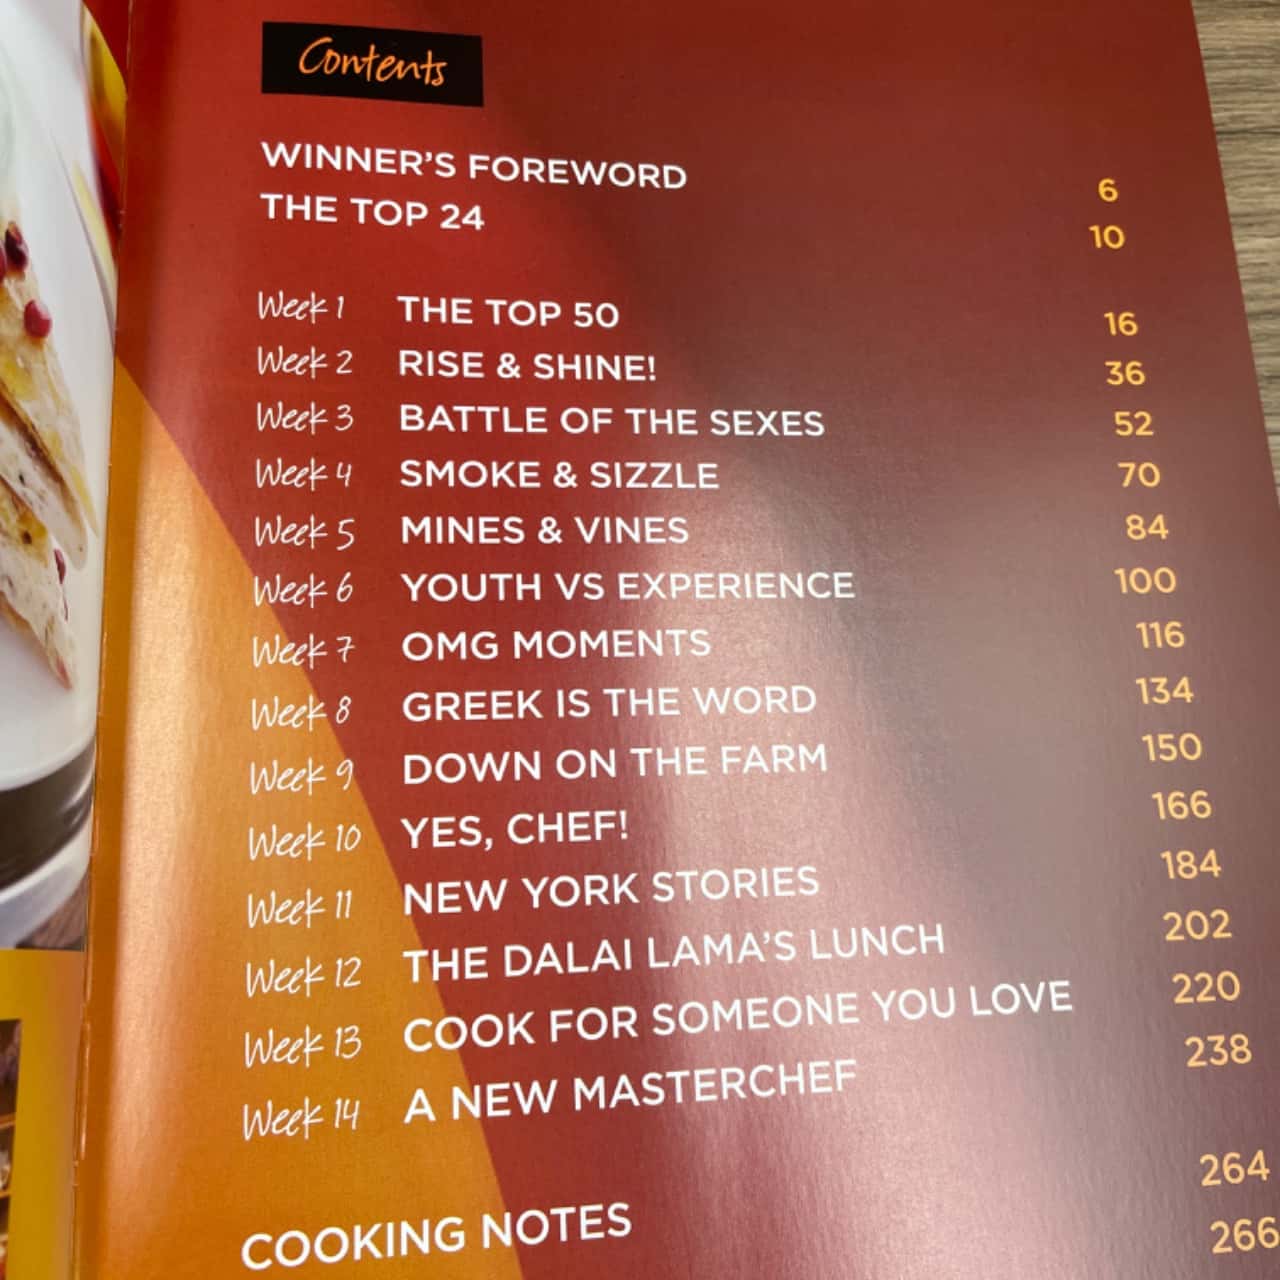 Contents
WINNER'S FOREWORD 6
THE TOP 24 10
Week 1 THE TOP 50 16
Week 2 RISE & SHINE! 36
Week 3 BATTLE OF THE SEXES 52
Week 4 SMOKE & SIZZLE 70
Week 5 MINES & VINES 84
Week 6 YOUTH VS EXPERIENCE 100
Week 7 OMG MOMENTS 116
Week 8 GREEK IS THE WORD 134
Week 9 DOWN ON THE FARM 150
Week 10 YES, CHEF! 166
Week 11 NEW YORK STORIES 184
Week 12 THE DALAI LAMA'S LUNCH 202
Week 13 COOK FOR SOMEONE YOU LOVE 220
Week 14 A NEW MASTERCHEF 238
COOKING NOTES 264
266